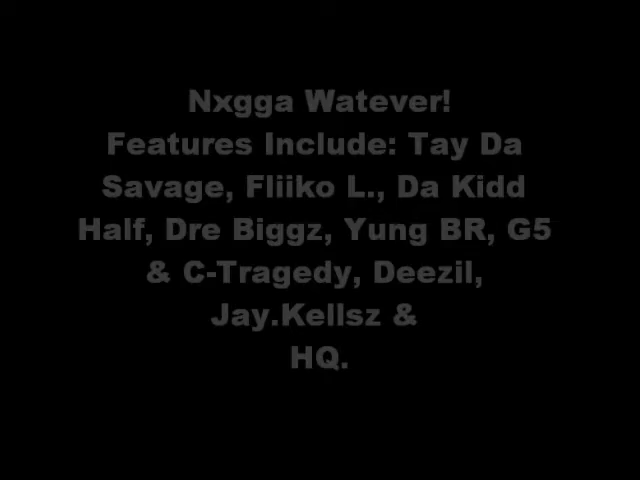 Nxgga Watever!
Features Include: Tay Da
Savage, Fliiko L., Da Kidd
Half, Dre Biggz, Yung BR, G5
& C-Tragedy, Deezil,
Jay.Kellsz &
HQ.